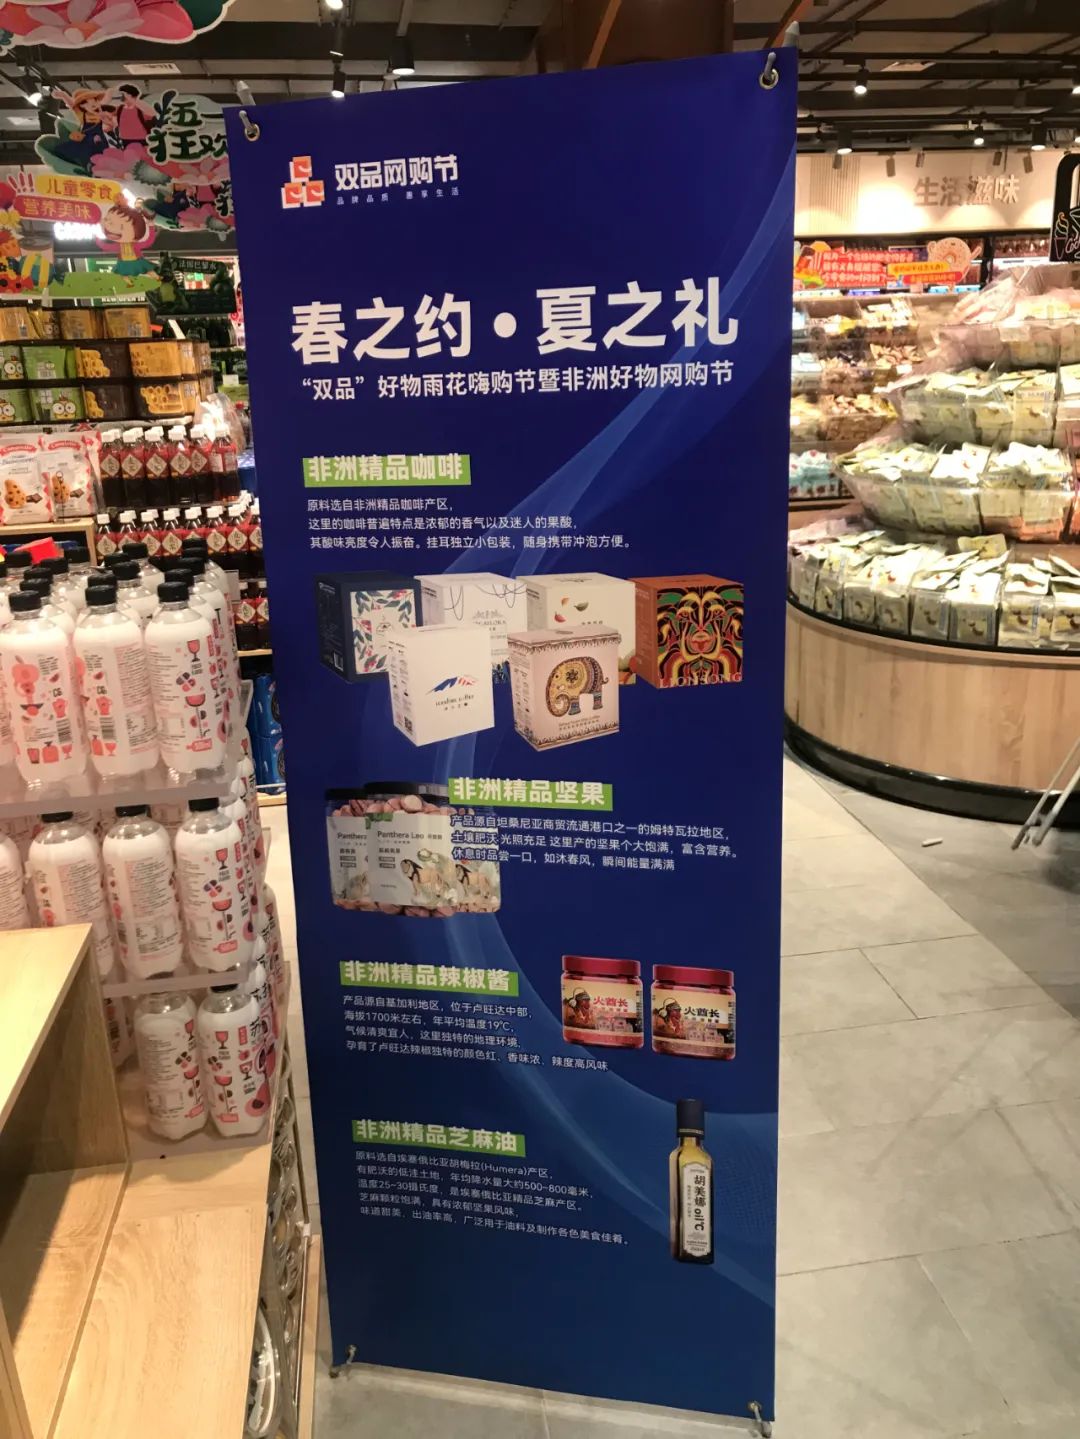 双品网购节
品牌品质 惠享生活
春之约·夏之礼
“双品”好物雨花嗨购节暨非洲好物网购节
非洲精品咖啡
原料选自非洲精品咖啡产区，
这里的咖啡普遍特点是浓郁的香气以及迷人的果酸，
其酸味亮度令人振奋。挂耳独立小包装，随身携带冲泡方便。
LIONSONG
非洲精品坚果
产品源自坦桑尼亚商贸流通港口之一的姆特瓦拉地区，
土壤肥沃 光照充足 这里产的坚果个大饱满，富含营养。
休息时品尝一口，如沐春风，瞬间能量满满
Panthera
Panthera Leo
非洲精品辣椒酱
产品源自基加利地区，位于卢旺达中部，
海拔1700米左右，年平均温度19℃，
气候清爽宜人，这里独特的地理环境，
孕育了卢旺达辣椒独特的颜色红、香味浓、辣度高风味
火酋长
火酋长
非洲精品芝麻油
原料选自埃塞俄比亚胡梅拉(Humera)产区，
有肥沃的低洼土地，年均降水量大约500~800毫米，
温度25~30摄氏度，是埃塞俄比亚精品芝麻产区。
芝麻颗粒饱满，具有浓郁坚果风味，
味道甜美，出油率高，广泛用于油料及制作各色美食佳肴。
胡美娜
oil℃
五一
狂欢
儿童零食
营养美味
生活滋味